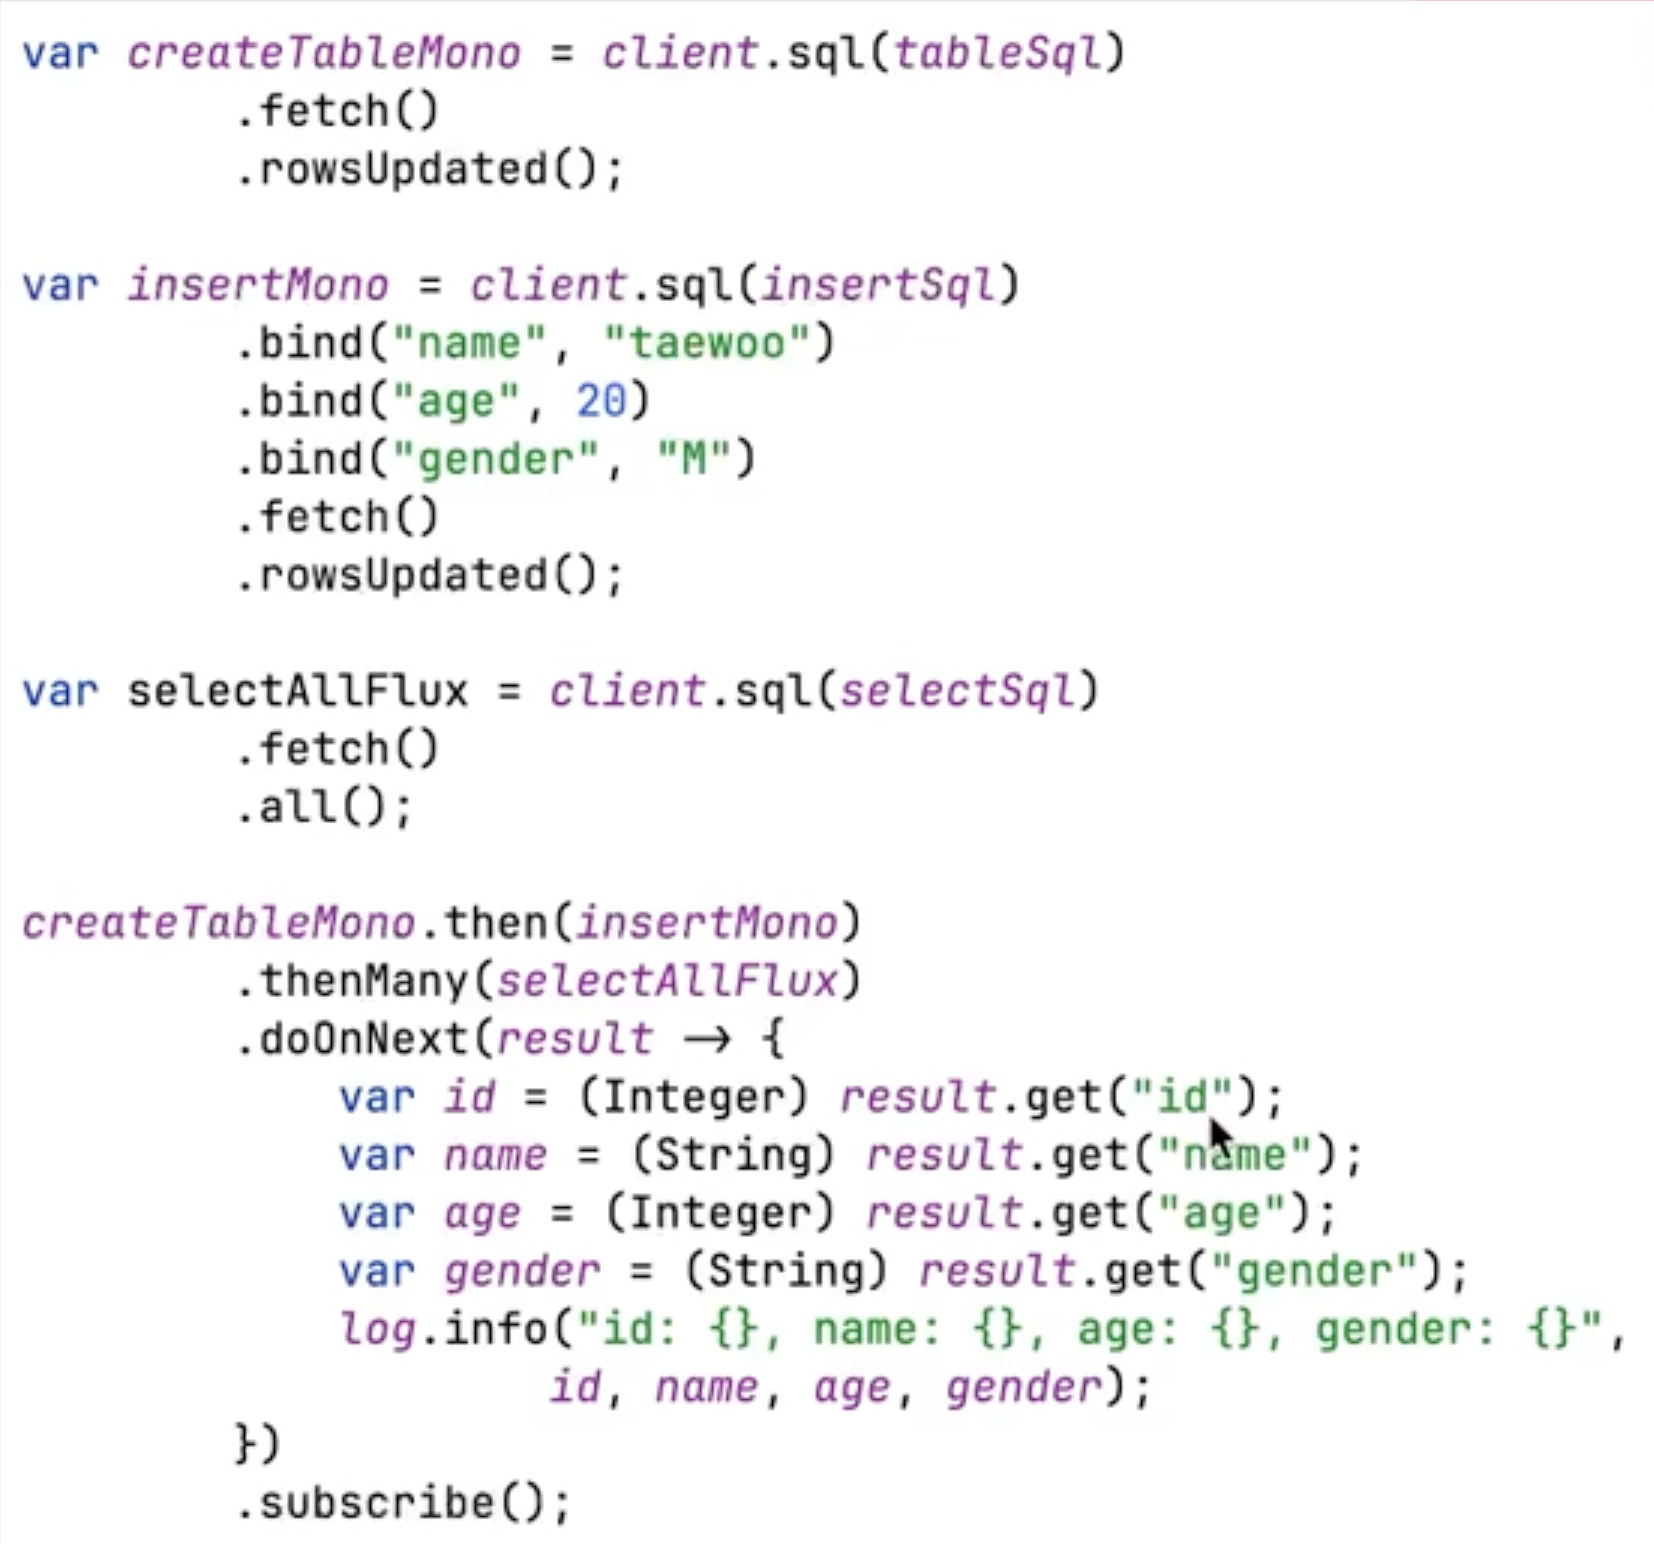 var createTableMono = client.sql(tableSql)
        .fetch()
        .rowsUpdated();

var insertMono = client.sql(insertSql)
        .bind("name", "taewoo")
        .bind("age", 20)
        .bind("gender", "M")
        .fetch()
        .rowsUpdated();

var selectAllFlux = client.sql(selectSql)
        .fetch()
        .all();

createTableMono.then(insertMono)
        .thenMany(selectAllFlux)
        .doOnNext(result → {
            var id = (Integer) result.get("id");
            var name = (String) result.get("name");
            var age = (Integer) result.get("age");
            var gender = (String) result.get("gender");
            log.info("id: {}, name: {}, age: {}, gender: {}",
                    id, name, age, gender);
        })
        .subscribe();